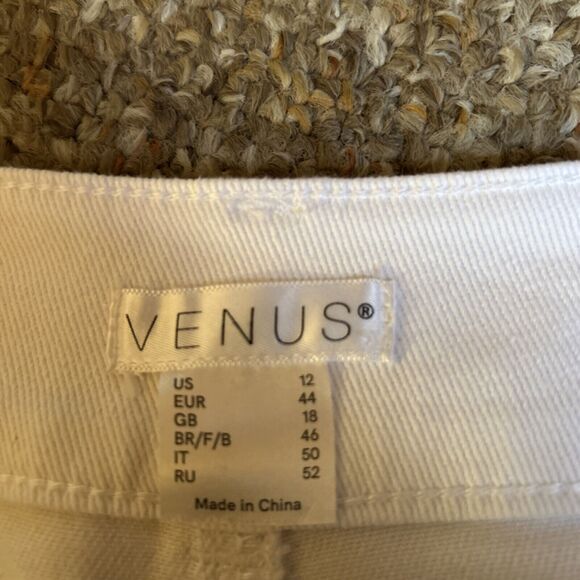 VENUS®
US 12
EUR 44
GB 18
BR/F/B 46
IT 50
RU 52
Made in China